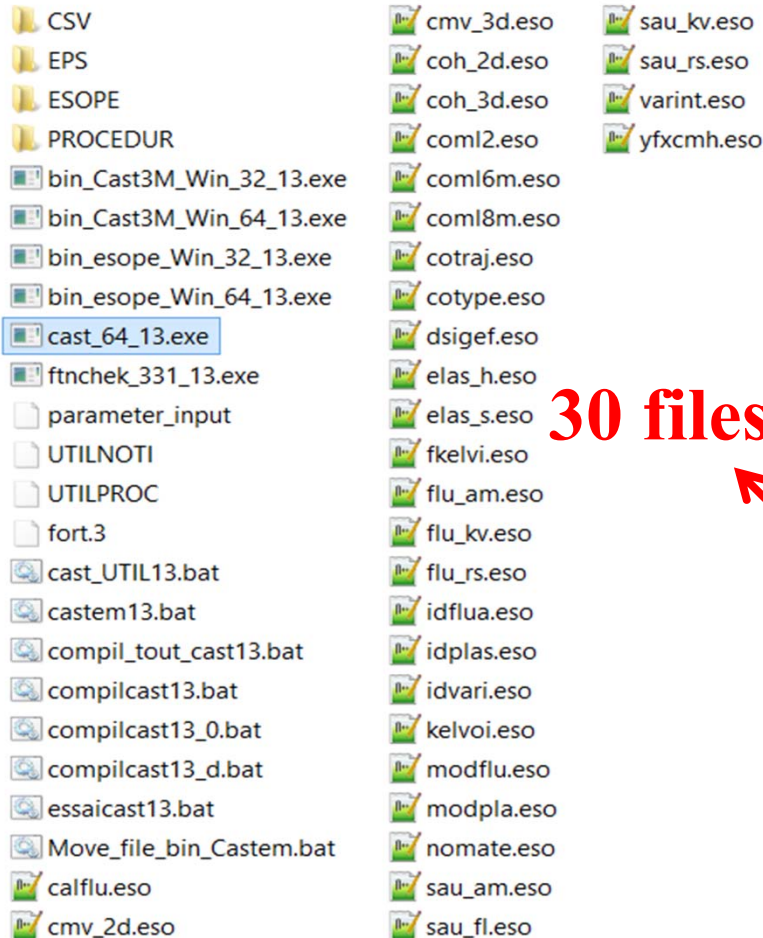 CSV
EPS
ESOPE
PROCEDUR
bin_Cast3M_Win_32_13.exe
bin_Cast3M_Win_64_13.exe
bin_esope_Win_32_13.exe
bin_esope_Win_64_13.exe
cast_64_13.exe
ftnchek_331_13.exe
parameter_input
UTILNOTI
UTILPROC
fort.3
cast_UTIL13.bat
castem13.bat
compil_tout_cast13.bat
compilcast13.bat
compilcast13_0.bat
compilcast13_d.bat
essaicast13.bat
Move_file_bin_Castem.bat
calflu.eso
cmv_2d.eso
cmv_3d.eso
coh_2d.eso
coh_3d.eso
coml2.eso
coml6m.eso
coml8m.eso
cotraj.eso
cotype.eso
dsigef.eso
elas_h.eso
elas_s.eso
fkelvi.eso
flu_am.eso
flu_kv.eso
flu_rs.eso
idflua.eso
idplas.eso
idvari.eso
kelvoi.eso
modflu.eso
modpla.eso
nomate.eso
sau_am.eso
sau_fl.eso
sau_kv.eso
sau_rs.eso
varint.eso
yfxcmh.eso
30 files